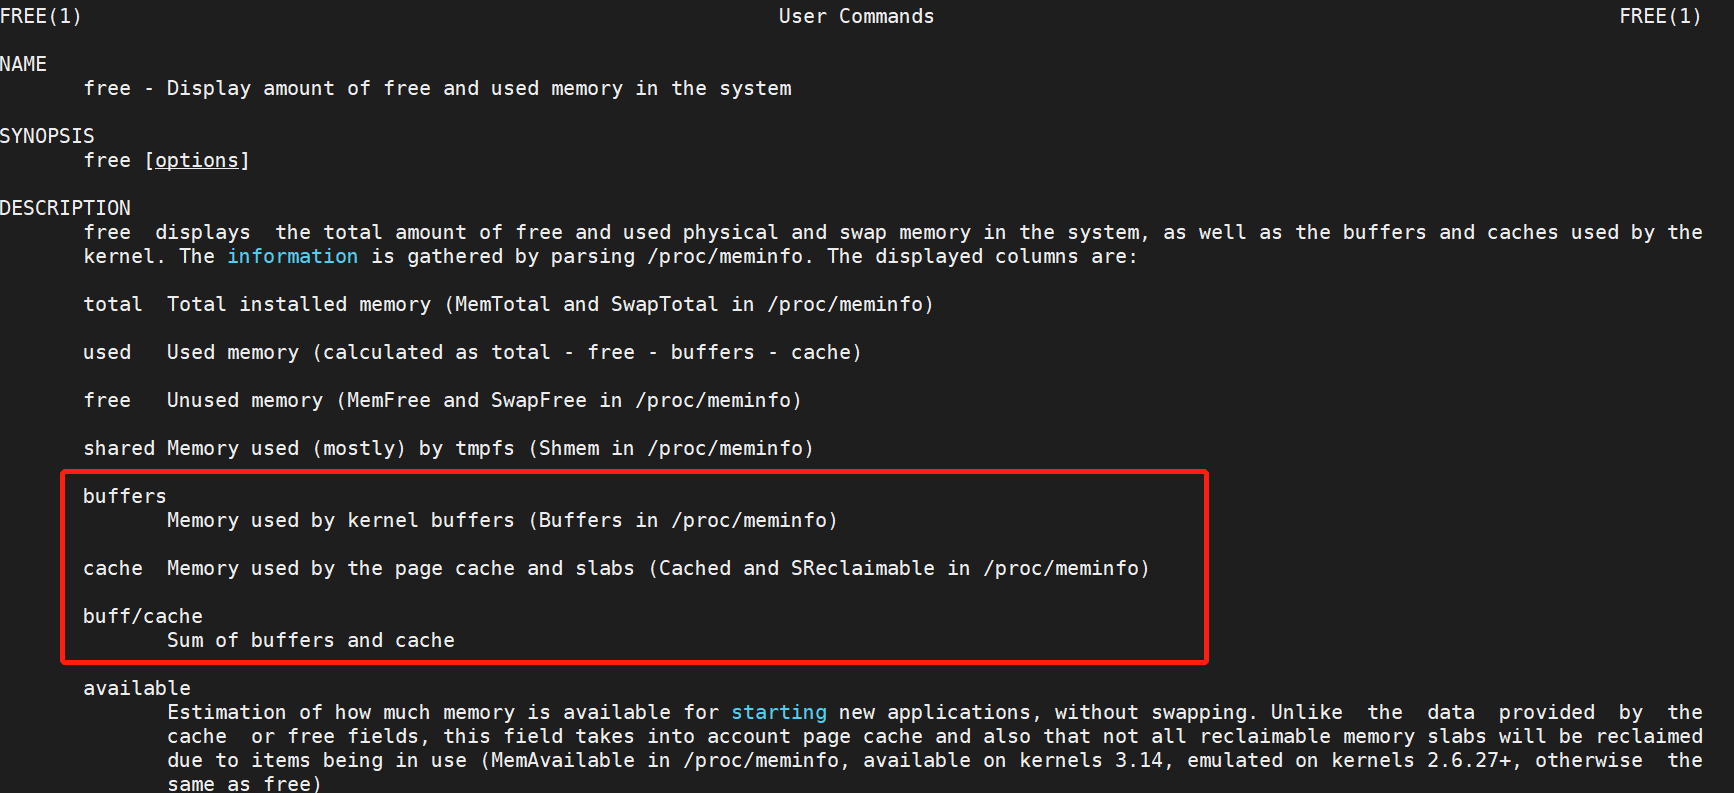 FREE(1) User Commands FREE(1)
NAME
free - Display amount of free and used memory in the system
SYNOPSIS
free [options]
DESCRIPTION
free displays the total amount of free and used physical and swap memory in the system, as well as the buffers and caches used by the
kernel. The information is gathered by parsing /proc/meminfo. The displayed columns are:
total Total installed memory (MemTotal and SwapTotal in /proc/meminfo)
used Used memory (calculated as total - free - buffers - cache)
free Unused memory (MemFree and SwapFree in /proc/meminfo)
shared Memory used (mostly) by tmpfs (Shmem in /proc/meminfo)
buffers
Memory used by kernel buffers (Buffers in /proc/meminfo)
cache Memory used by the page cache and slabs (Cached and SReclaimable in /proc/meminfo)
buff/cache
Sum of buffers and cache
available
Estimation of how much memory is available for starting new applications, without swapping. Unlike the data provided by the
cache or free fields, this field takes into account page cache and also that not all reclaimable memory slabs will be reclaimed
due to items being in use (MemAvailable in /proc/meminfo, available on kernels 3.14, emulated on kernels 2.6.27+, otherwise the
same as free)